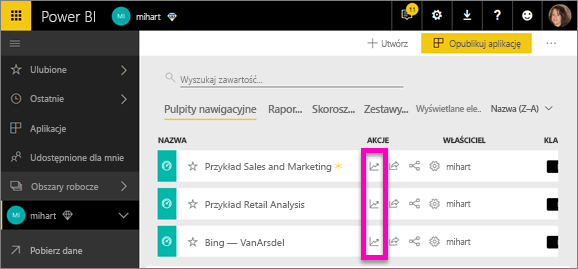 Power BI MI mihart 11 ?
Utwórz Opublikuj aplikację ...
Ulubione
Ostatnie
Aplikacje
Udostępnione dla mnie
Obszary robocze
MI mihart
Pobierz dane
Wyszukaj zawartość...
Pulpity nawigacyjne Rapor... Skorosz... Zestawy... Wyświetlane ele.. Nazwa (Z–A)
NAZWA AKCJE WŁAŚCICIEL KLA
Przykład Sales and Marketing mihart
Przykład Retail Analysis mihart
Bing — VanArsdel mihart